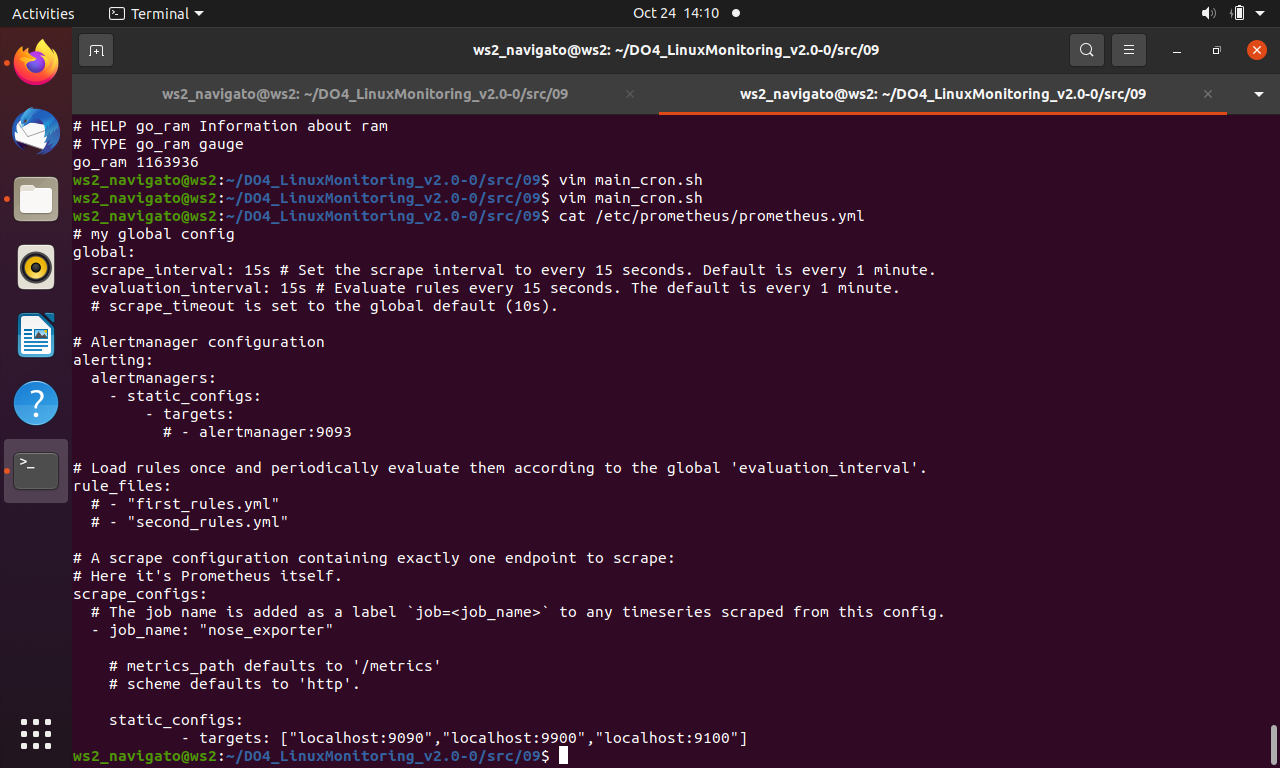 Activities
Terminal
Oct 24 14:10
ws2_navigato@ws2: ~/DO4_LinuxMonitoring_v2.0-0/src/09
ws2_navigato@ws2: ~/DO4_LinuxMonitoring_v2.0-0/src/09
ws2_navigato@ws2: ~/DO4_LinuxMonitoring_v2.0-0/src/09
# HELP go_ram Information about ram
# TYPE go_ram gauge
go_ram 1163936
ws2_navigato@ws2:~/DO4_LinuxMonitoring_v2.0-0/src/09$ vim main_cron.sh
ws2_navigato@ws2:~/DO4_LinuxMonitoring_v2.0-0/src/09$ vim main_cron.sh
ws2_navigato@ws2:~/DO4_LinuxMonitoring_v2.0-0/src/09$ cat /etc/prometheus/prometheus.yml
# my global config
global:
  scrape_interval: 15s # Set the scrape interval to every 15 seconds. Default is every 1 minute.
  evaluation_interval: 15s # Evaluate rules every 15 seconds. The default is every 1 minute.
  # scrape_timeout is set to the global default (10s).

# Alertmanager configuration
alerting:
  alertmanagers:
    - static_configs:
        - targets:
          # - alertmanager:9093

# Load rules once and periodically evaluate them according to the global 'evaluation_interval'.
rule_files:
  # - "first_rules.yml"
  # - "second_rules.yml"

# A scrape configuration containing exactly one endpoint to scrape:
# Here it's Prometheus itself.
scrape_configs:
  # The job name is added as a label `job=<job_name>` to any timeseries scraped from this config.
  - job_name: "nose_exporter"

    # metrics_path defaults to '/metrics'
    # scheme defaults to 'http'.

    static_configs:
            - targets: ["localhost:9090","localhost:9900","localhost:9100"]
ws2_navigato@ws2:~/DO4_LinuxMonitoring_v2.0-0/src/09$